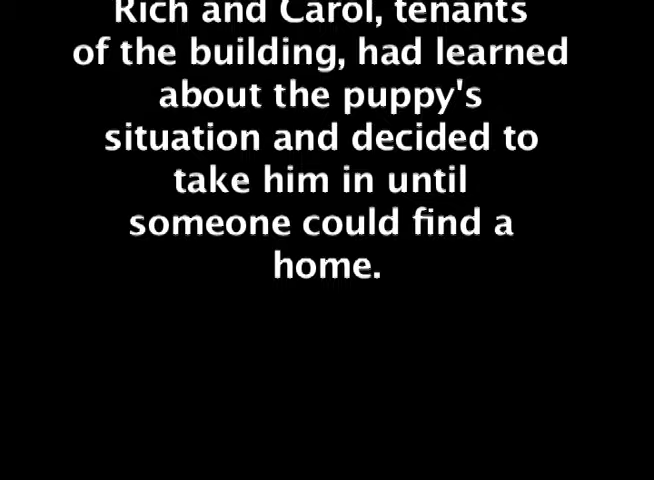 Rich and Carol, tenants
of the building, had learned
about the puppy's
situation and decided to
take him in until
someone could find a
home.